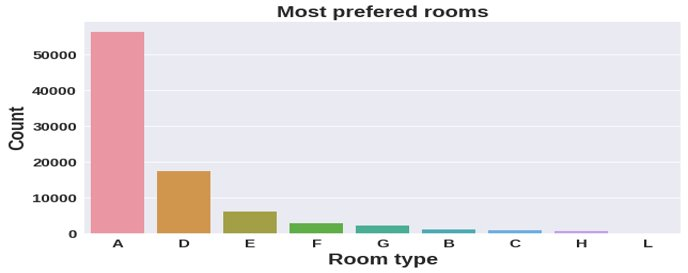 Most prefered rooms
Count
50000
40000
30000
20000
10000
0
A D E F G B C H L
Room type